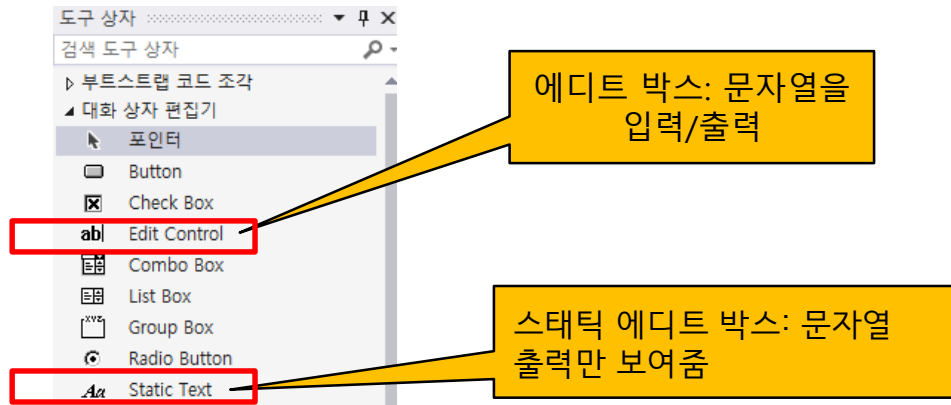 도구 상자
검색 도구 상자
부트스트랩 코드 조각
대화 상자 편집기
포인터
Button
Check Box
ab| Edit Control
Combo Box
List Box
XYZ Group Box
Radio Button
Aa Static Text
에디트 박스: 문자열을
입력/출력
스태틱 에디트 박스: 문자열
출력만 보여줌